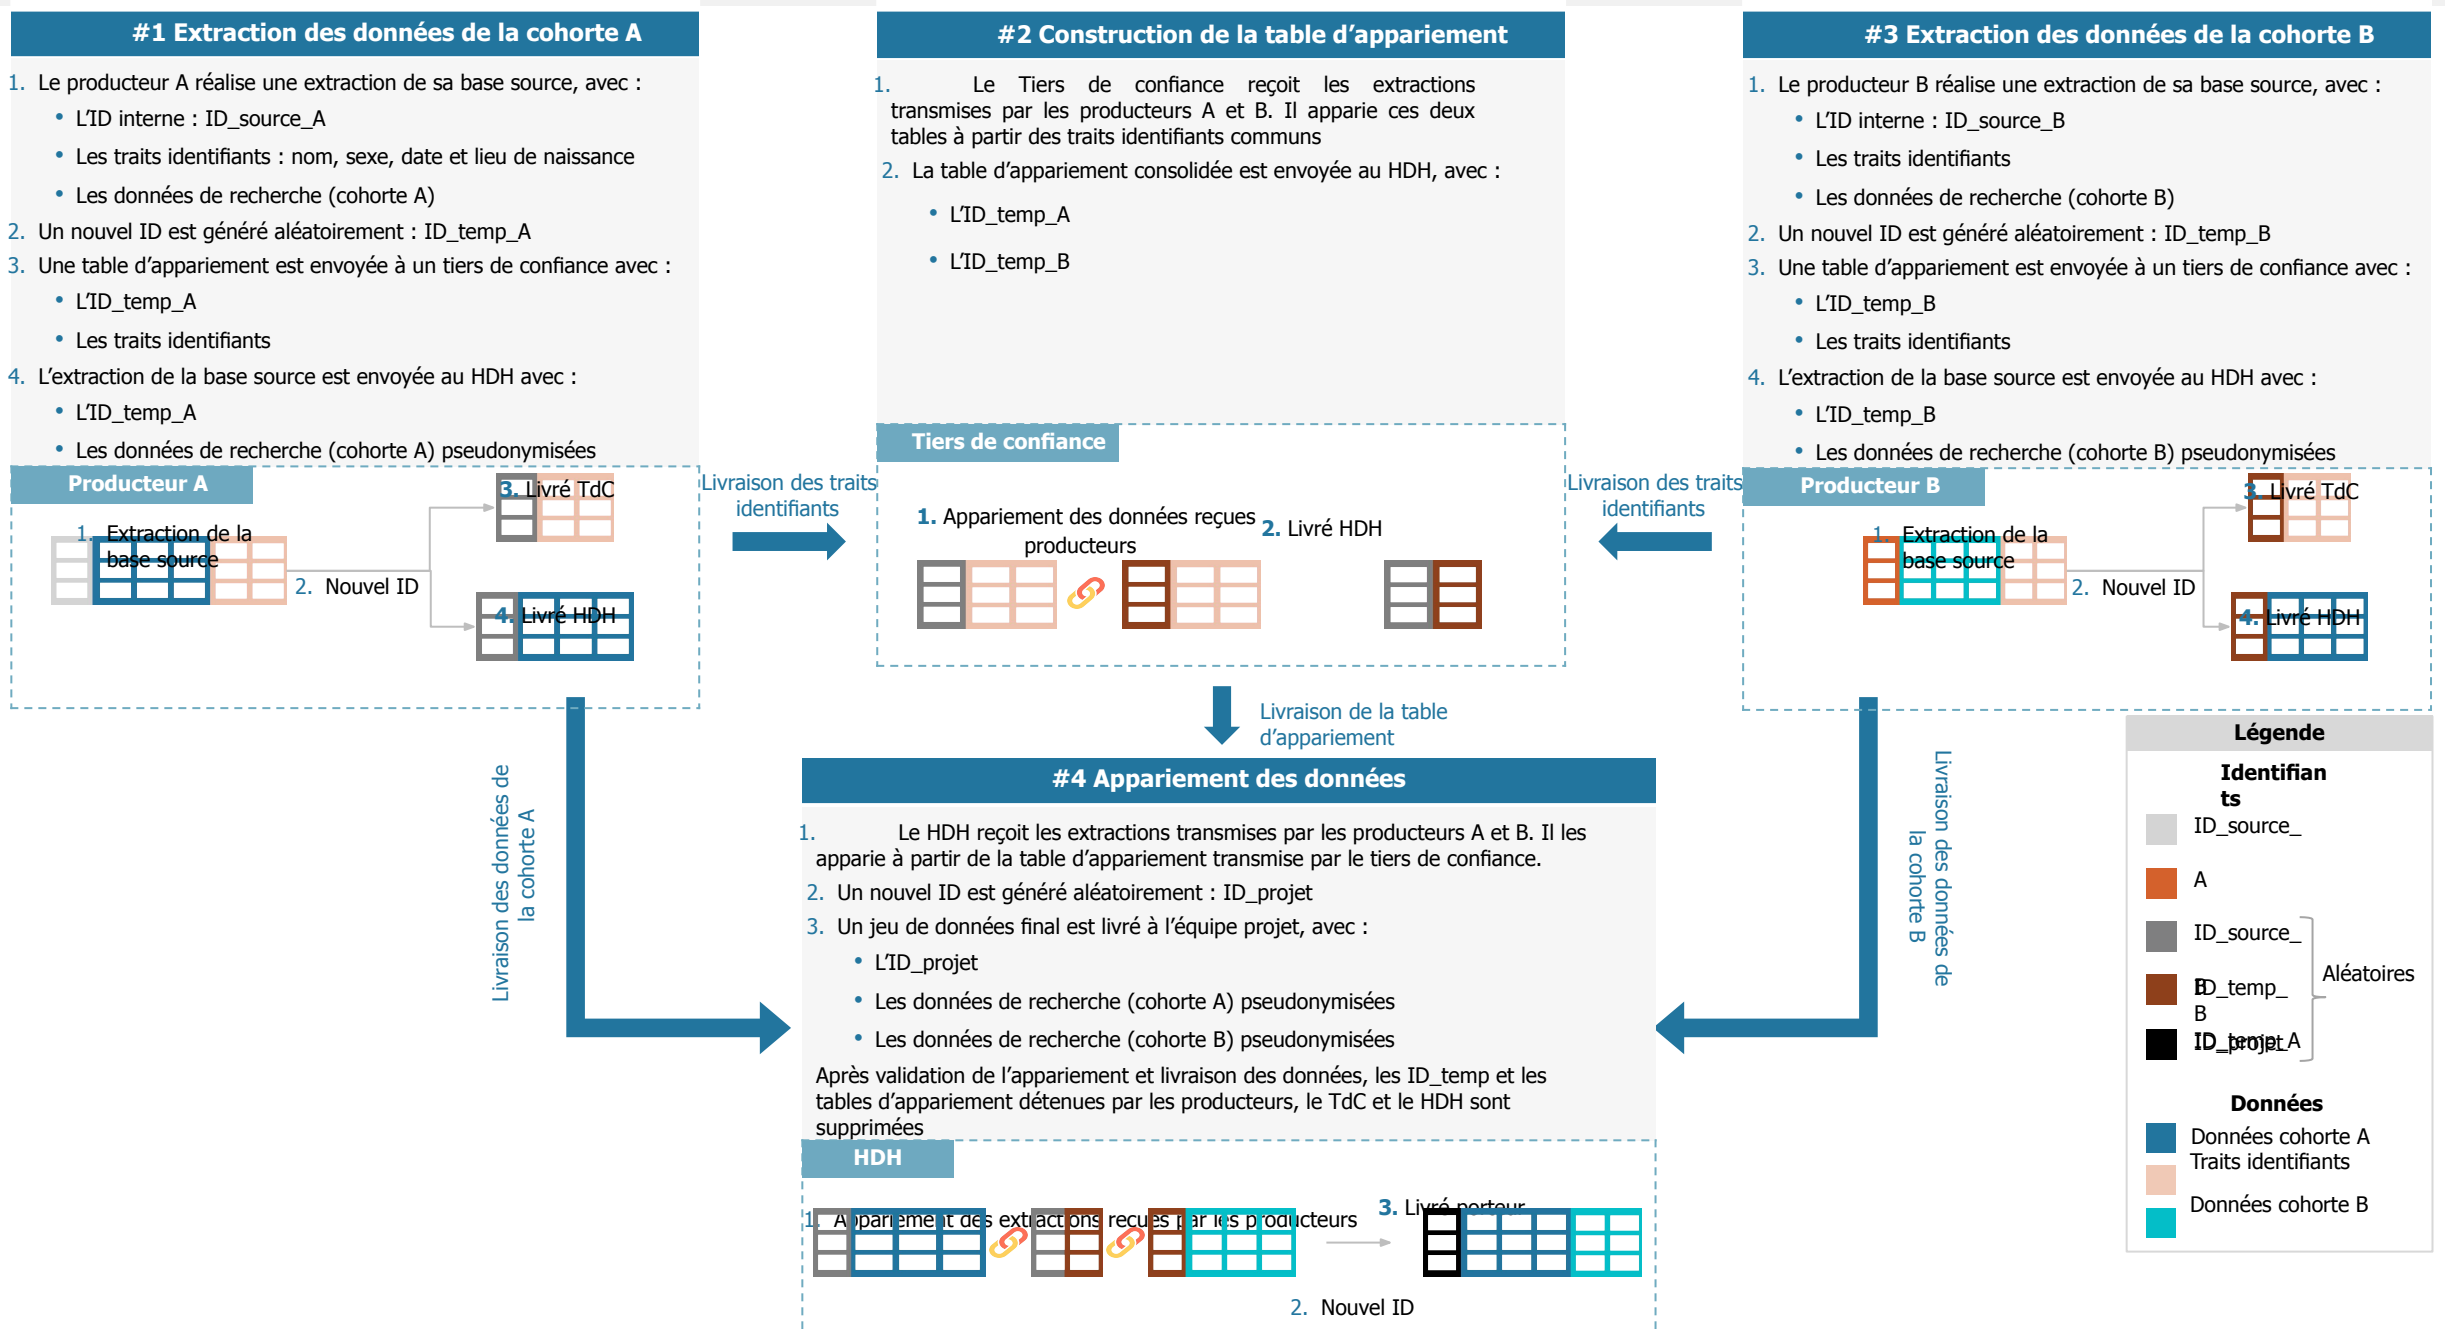 #1 Extraction des données de la cohorte A
1. Le producteur A réalise une extraction de sa base source, avec :
• L’ID interne : ID_source_A
• Les traits identifiants : nom, sexe, date et lieu de naissance
• Les données de recherche (cohorte A)
2. Un nouvel ID est généré aléatoirement : ID_temp_A
3. Une table d’appariement est envoyée à un tiers de confiance avec :
• L’ID_temp_A
• Les traits identifiants
4. L’extraction de la base source est envoyée au HDH avec :
• L’ID_temp_A
• Les données de recherche (cohorte A) pseudonymisées
Producteur A
1. Extraction de la
base source
2. Nouvel ID
3. Livré TdC
4. Livré HDH
Livraison des traits
identifiants
#2 Construction de la table d’appariement
1. Le Tiers de confiance reçoit les extractions
transmises par les producteurs A et B. Il apparie ces deux
tables à partir des traits identifiants communs
2. La table d’appariement consolidée est envoyée au HDH, avec :
• L’ID_temp_A
• L’ID_temp_B
Tiers de confiance
1. Appariement des données reçues
producteurs
2. Livré HDH
Livraison des traits
identifiants
#3 Extraction des données de la cohorte B
1. Le producteur B réalise une extraction de sa base source, avec :
• L’ID interne : ID_source_B
• Les traits identifiants
• Les données de recherche (cohorte B)
2. Un nouvel ID est généré aléatoirement : ID_temp_B
3. Une table d’appariement est envoyée à un tiers de confiance avec :
• L’ID_temp_B
• Les traits identifiants
4. L’extraction de la base source est envoyée au HDH avec :
• L’ID_temp_B
• Les données de recherche (cohorte B) pseudonymisées
Producteur B
1. Extraction de la
base source
2. Nouvel ID
3. Livré TdC
4. Livré HDH
Livraison des données de
la cohorte A
Livraison de la table
d’appariement
Livraison des données de
la cohorte B
#4 Appariement des données
1. Le HDH reçoit les extractions transmises par les producteurs A et B. Il les
apparie à partir de la table d’appariement transmise par le tiers de confiance.
2. Un nouvel ID est généré aléatoirement : ID_projet
3. Un jeu de données final est livré à l’équipe projet, avec :
• L’ID_projet
• Les données de recherche (cohorte A) pseudonymisées
• Les données de recherche (cohorte B) pseudonymisées
Après validation de l’appariement et livraison des données, les ID_temp et les
tables d’appariement détenues par les producteurs, le TdC et le HDH sont
supprimées
HDH
1. Appariement des extractions reçues par les producteurs
3. Livré porteur
2. Nouvel ID
Légende
Identifian
ts
ID_source_
A
ID_source_
B
ID_temp_
B
ID_temp_A
ID_projet
Aléatoires
Données
Données cohorte A
Traits identifiants
Données cohorte B